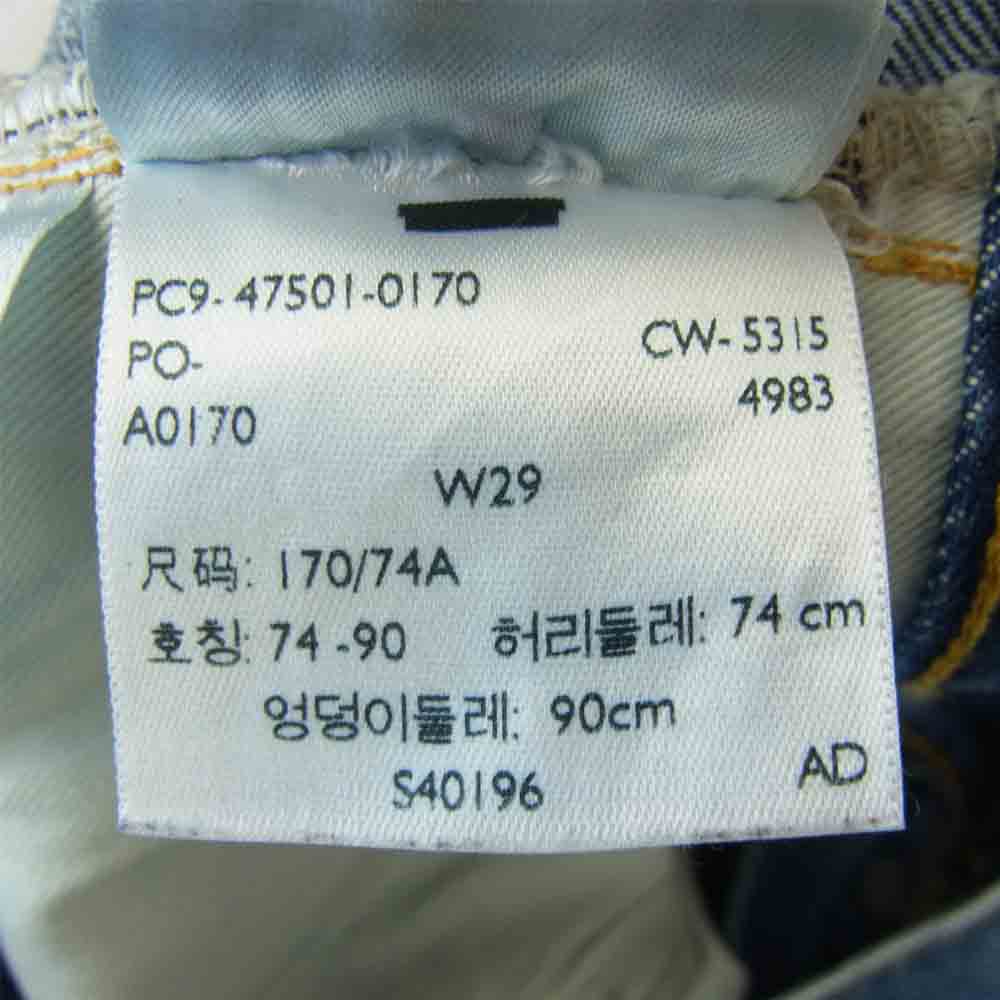 PC9-47501-0170
PO-
CW-5315
A0170
4983
W29
尺码: 170/74A
호칭: 74-90 허리둘레: 74 cm
엉덩이둘레: 90cm
S40196
AD